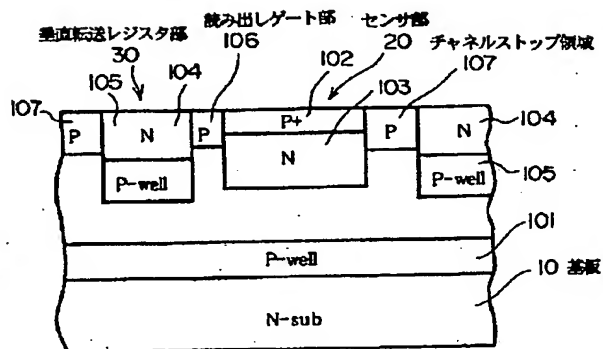 垂直転送レジスタ部
30
読み出しゲート部
106
センサ部
20
チャネルストップ領域
107
105
104
102
103
107
P
N
P
P+
N
P
N
104
P-well
P-well
105
P-well
101
N-sub
10 基板